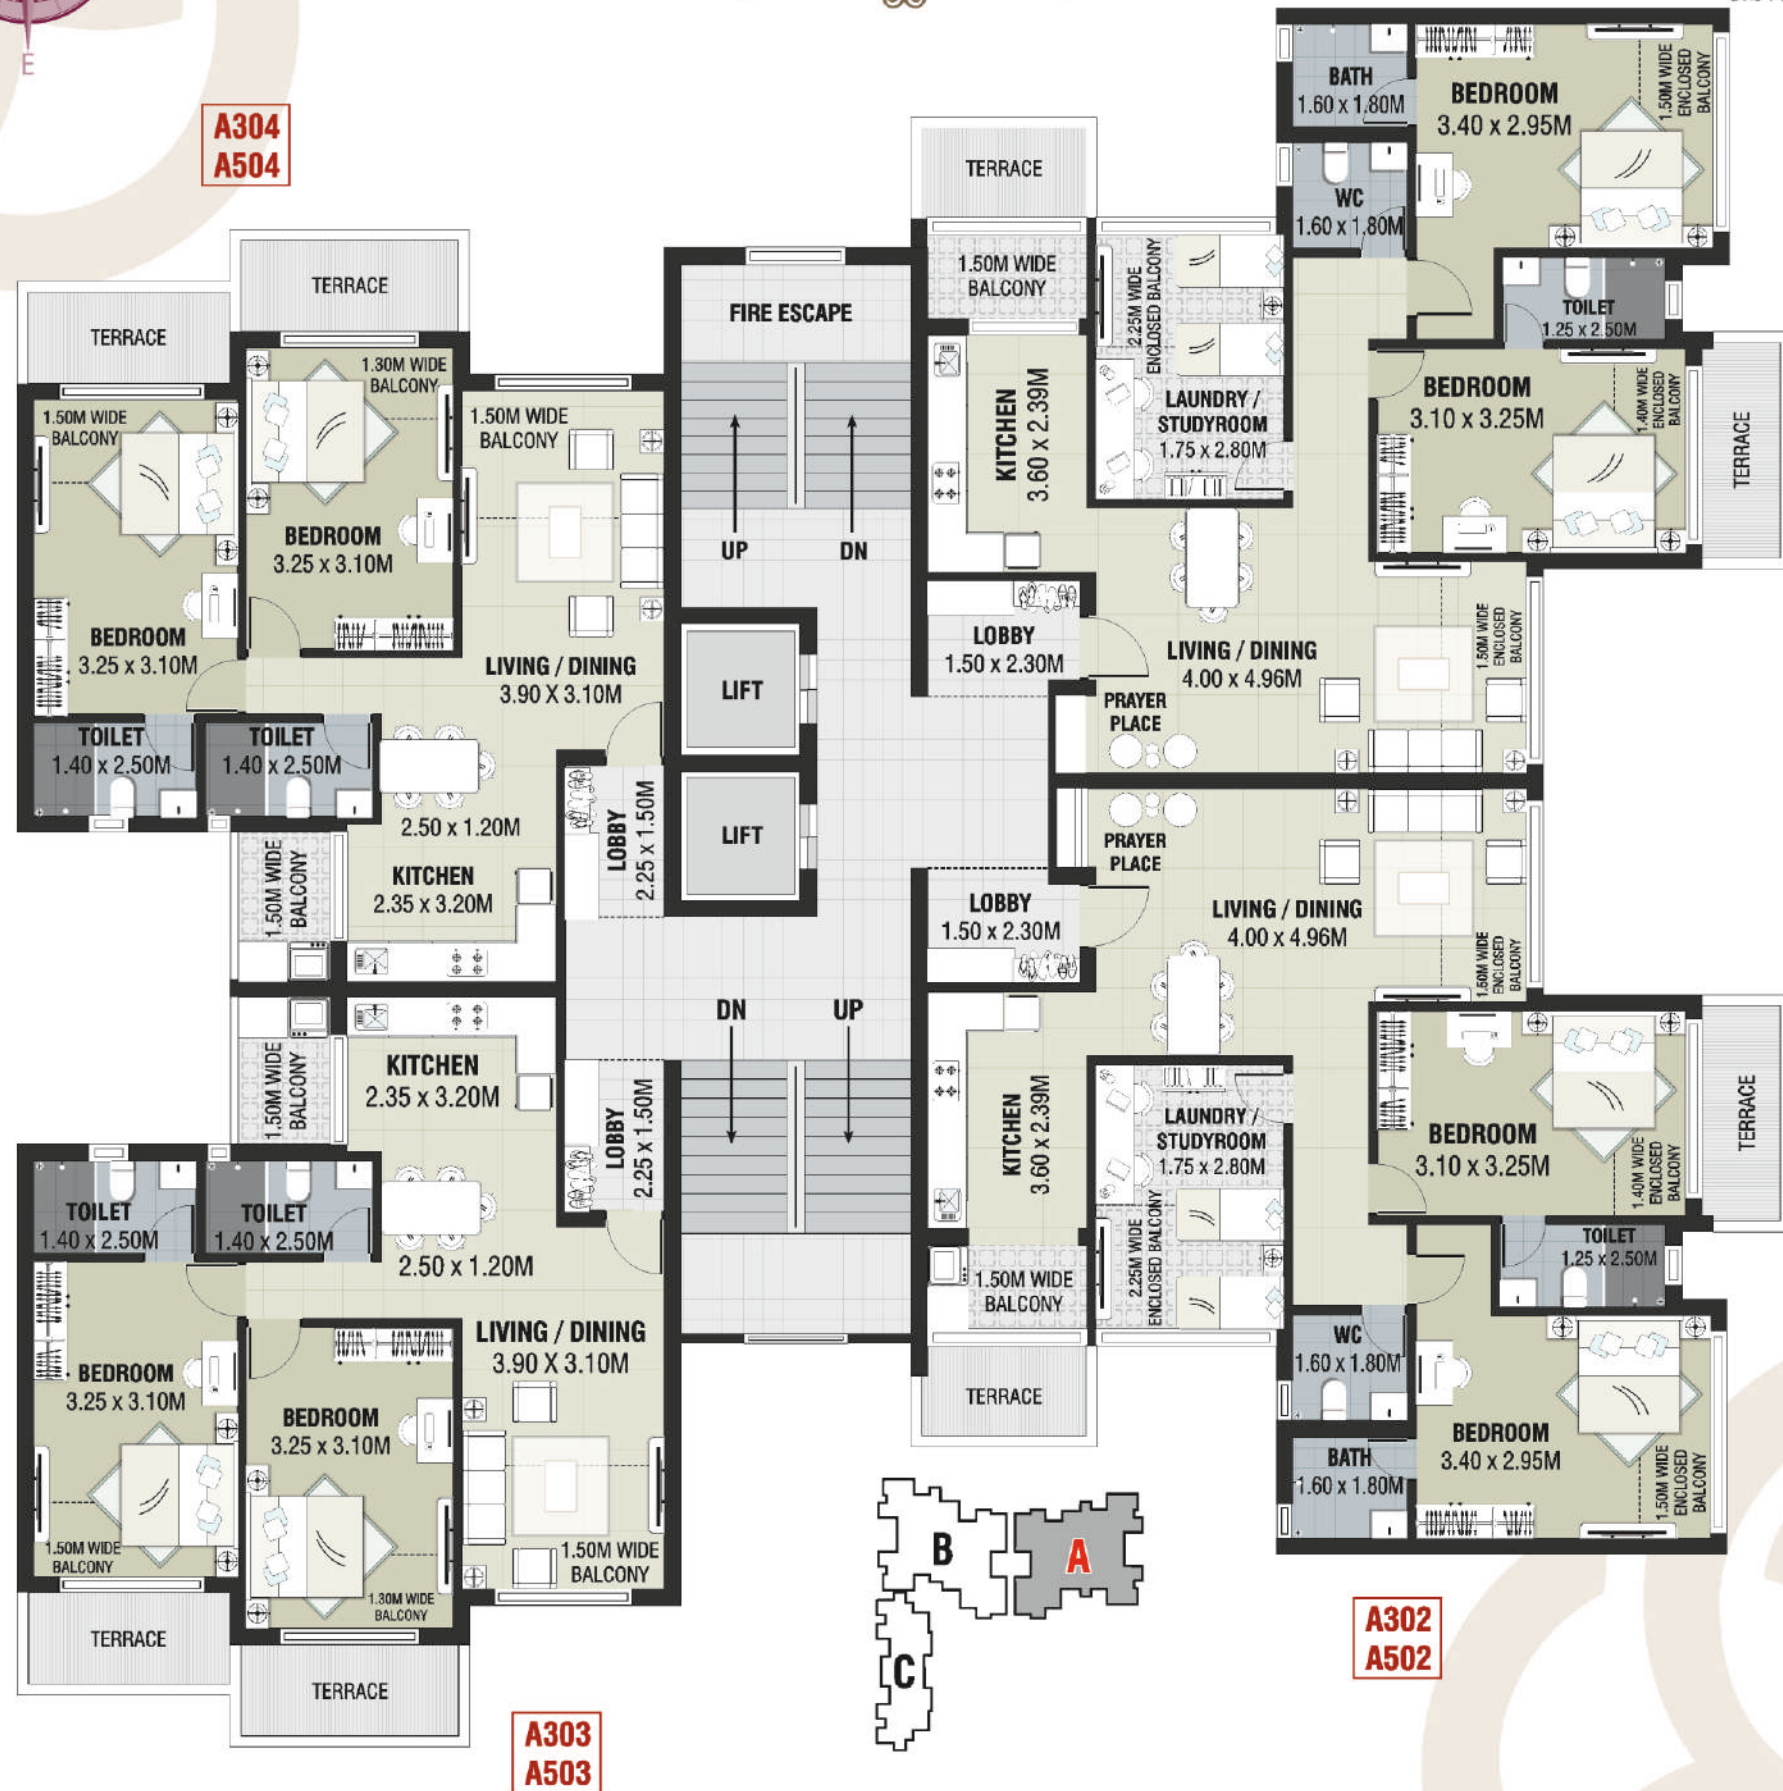 E
A304
A504
TERRACE
TERRACE
1.50M WIDE
BALCONY
1.30M WIDE
BALCONY
1.50M WIDE
BALCONY
BEDROOM
3.25 x 3.10M
BEDROOM
3.25 x 3.10M
LIVING / DINING
3.90 X 3.10M
TOILET
1.40 x 2.50M
TOILET
1.40 x 2.50M
2.50 x 1.20M
KITCHEN
2.35 x 3.20M
1.50M WIDE
BALCONY
LOBBY
2.25 x 1.50M
FIRE ESCAPE
UP
DN
LIFT
LIFT
DN
UP
TERRACE
1.50M WIDE
BALCONY
2.25M WIDE
ENCLOSED BALCONY
KITCHEN
3.60 x 2.39M
LAUNDRY /
STUDYROOM
1.75 x 2.80M
BATH
1.60 x 1.80M
WC
1.60 x 1.80M
BEDROOM
3.40 x 2.95M
1.50M WIDE
ENCLOSED
BALCONY
TOILET
1.25 x 2.50M
BEDROOM
3.10 x 3.25M
1.40M WIDE
ENCLOSED
BALCONY
TERRACE
LOBBY
1.50 x 2.30M
LIVING / DINING
4.00 x 4.96M
1.50M WIDE
ENCLOSED
BALCONY
PRAYER
PLACE
PRAYER
PLACE
LOBBY
1.50 x 2.30M
LIVING / DINING
4.00 x 4.96M
1.50M WIDE
ENCLOSED
BALCONY
KITCHEN
3.60 x 2.39M
LAUNDRY /
STUDYROOM
1.75 x 2.80M
2.25M WIDE
ENCLOSED BALCONY
1.50M WIDE
BALCONY
TERRACE
BEDROOM
3.10 x 3.25M
1.40M WIDE
ENCLOSED
BALCONY
TERRACE
TOILET
1.25 x 2.50M
WC
1.60 x 1.80M
BATH
1.60 x 1.80M
BEDROOM
3.40 x 2.95M
1.50M WIDE
ENCLOSED
BALCONY
1.50M WIDE
BALCONY
KITCHEN
2.35 x 3.20M
LOBBY
2.25 x 1.50M
TOILET
1.40 x 2.50M
TOILET
1.40 x 2.50M
2.50 x 1.20M
LIVING / DINING
3.90 X 3.10M
BEDROOM
3.25 x 3.10M
BEDROOM
3.25 x 3.10M
1.50M WIDE
BALCONY
1.30M WIDE
BALCONY
1.50M WIDE
BALCONY
TERRACE
TERRACE
B
A
C
A302
A502
A303
A503